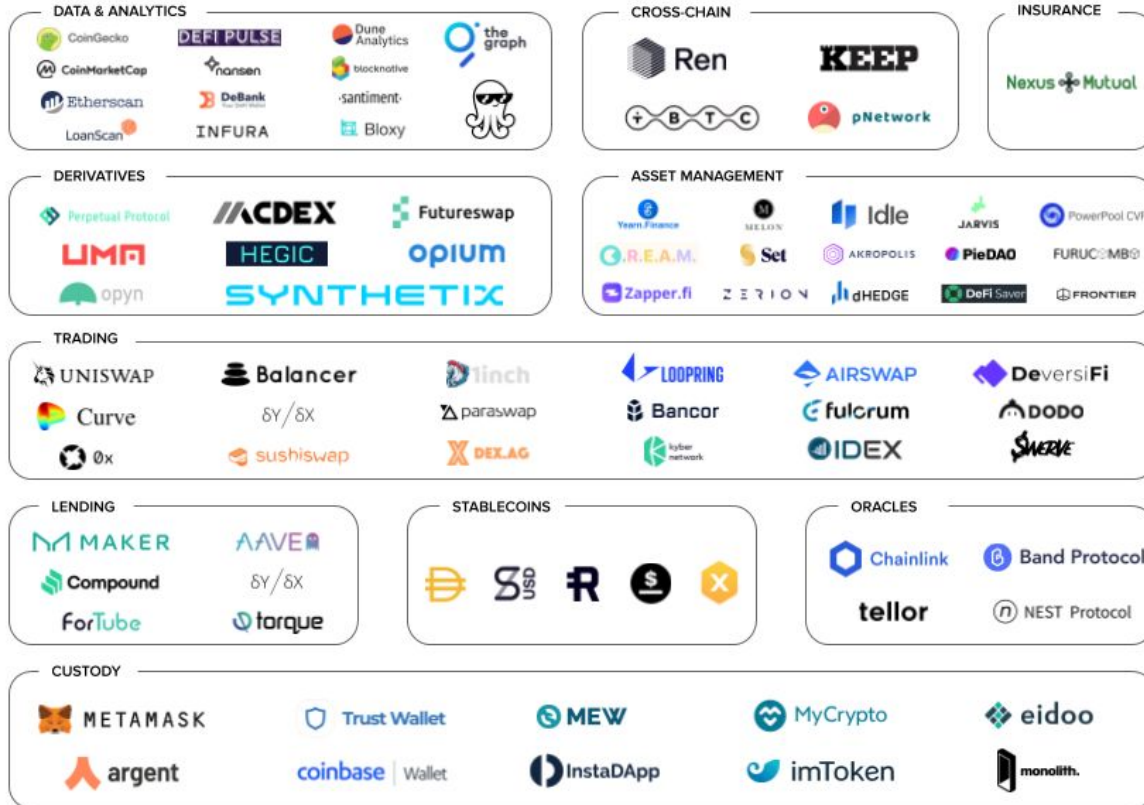 DATA & ANALYTICS
CoinGecko
DEFI PULSE
Dune
Analytics
the
graph
CoinMarketCap
nansen
blocknative
Etherscan
DeBank
·santiment·
LoanScan
INFURA
Bloxy
CROSS-CHAIN
Ren
KEEP
TBTC
pNetwork
INSURANCE
Nexus Mutual
DERIVATIVES
Perpetual Protocol
MCDEX
Futureswap
UMA
HEGIC
OPIUM
opyn
SYNTHETIX
ASSET MANAGEMENT
Yearn.Finance
MELON
Idle
JARVIS
PowerPool CVP
C.R.E.A.M.
Set
AKROPOLIS
PieDAO
FURUCOMBO
Zapper.fi
ZERION
dHEDGE
DeFi Saver
FRONTIER
TRADING
UNISWAP
Balancer
1inch
LOOPRING
AIRSWAP
DeversiFi
Curve
δY/δX
paraswap
Bancor
fulcrum
DODO
0x
sushiswap
DEX.AG
kyber
network
IDEX
SWERVE
LENDING
MAKER
AAVE
Compound
δY/δX
ForTube
torque
STABLECOINS
USD
ORACLES
Chainlink
Band Protocol
tellor
NEST Protocol
CUSTODY
METAMASK
Trust Wallet
MEW
MyCrypto
eidoo
argent
coinbase | Wallet
InstaDApp
imToken
monolith.